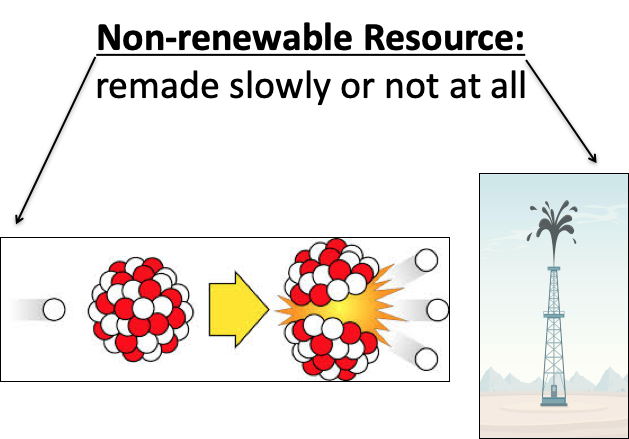 Non-renewable Resource:
remade slowly or not at all